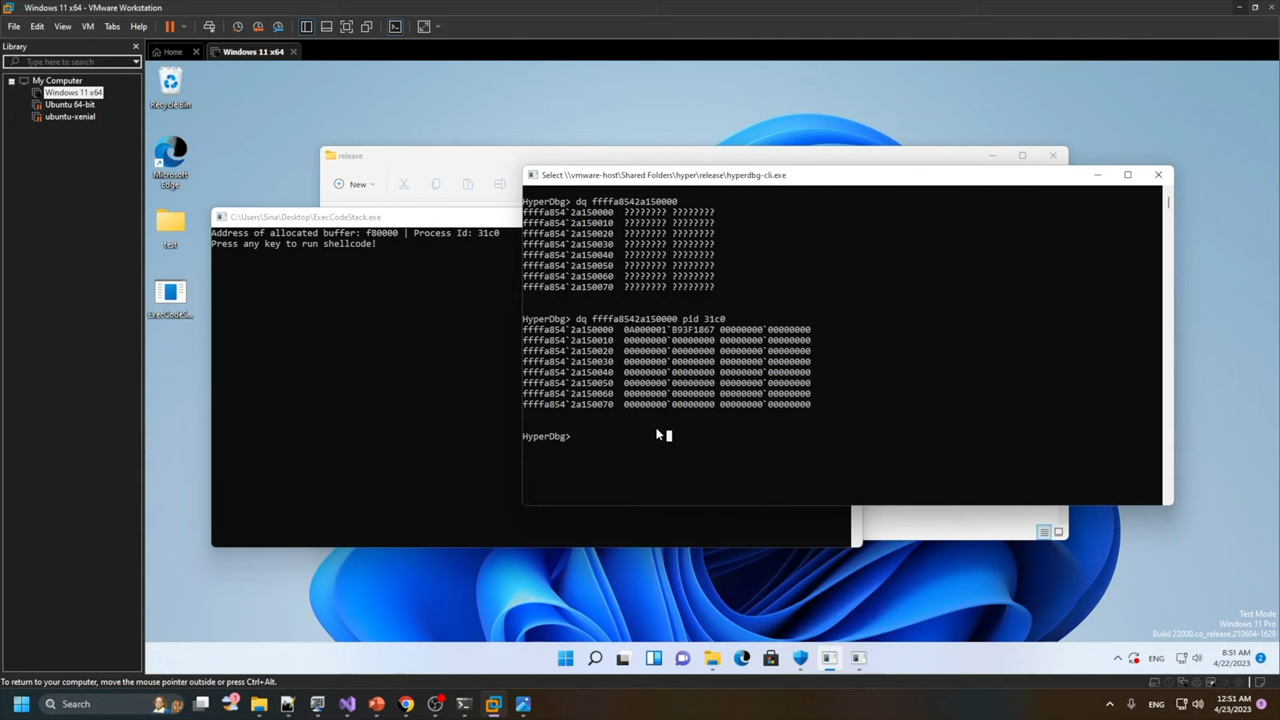 Windows 11 x64 - VMware Workstation
File Edit View VM Tabs Help
Library
Type here to search
My Computer
Windows 11 x64
Ubuntu 64-bit
ubuntu-xenial
Home
Windows 11 x64
Recycle Bin
Microsoft
Edge
test
ExecCodeS...
release
New
C:\Users\Sina\Desktop\ExecCodeStack.exe
Address of allocated buffer: f80000 | Process Id: 31c0
Press any key to run shellcode!
Select \\vmware-host\Shared Folders\hyper\release\hyperdbg-cli.exe
HyperDbg> dq ffffa8542a150000
ffffa854`2a150000 ???????? ????????
ffffa854`2a150010 ???????? ????????
ffffa854`2a150020 ???????? ????????
ffffa854`2a150030 ???????? ????????
ffffa854`2a150040 ???????? ????????
ffffa854`2a150050 ???????? ????????
ffffa854`2a150060 ???????? ????????
ffffa854`2a150070 ???????? ????????
HyperDbg> dq ffffa8542a150000 pid 31c0
ffffa854`2a150000 0A000001`B93F1867 00000000`00000000
ffffa854`2a150010 00000000`00000000 00000000`00000000
ffffa854`2a150020 00000000`00000000 00000000`00000000
ffffa854`2a150030 00000000`00000000 00000000`00000000
ffffa854`2a150040 00000000`00000000 00000000`00000000
ffffa854`2a150050 00000000`00000000 00000000`00000000
ffffa854`2a150060 00000000`00000000 00000000`00000000
ffffa854`2a150070 00000000`00000000 00000000`00000000
HyperDbg>
Test Mode
Windows 11 Pro
Build 22000.co_release.210604-1628
ENG
8:51 AM
4/22/2023
2
To return to your computer, move the mouse pointer outside or press Ctrl+Alt.
Search
ENG
12:51 AM
4/23/2023
3